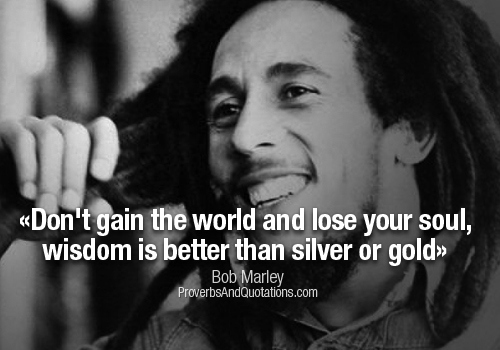 «Don't gain the world and lose your soul,
wisdom is better than silver or gold»
Bob Marley
ProverbsAndQuotations.com